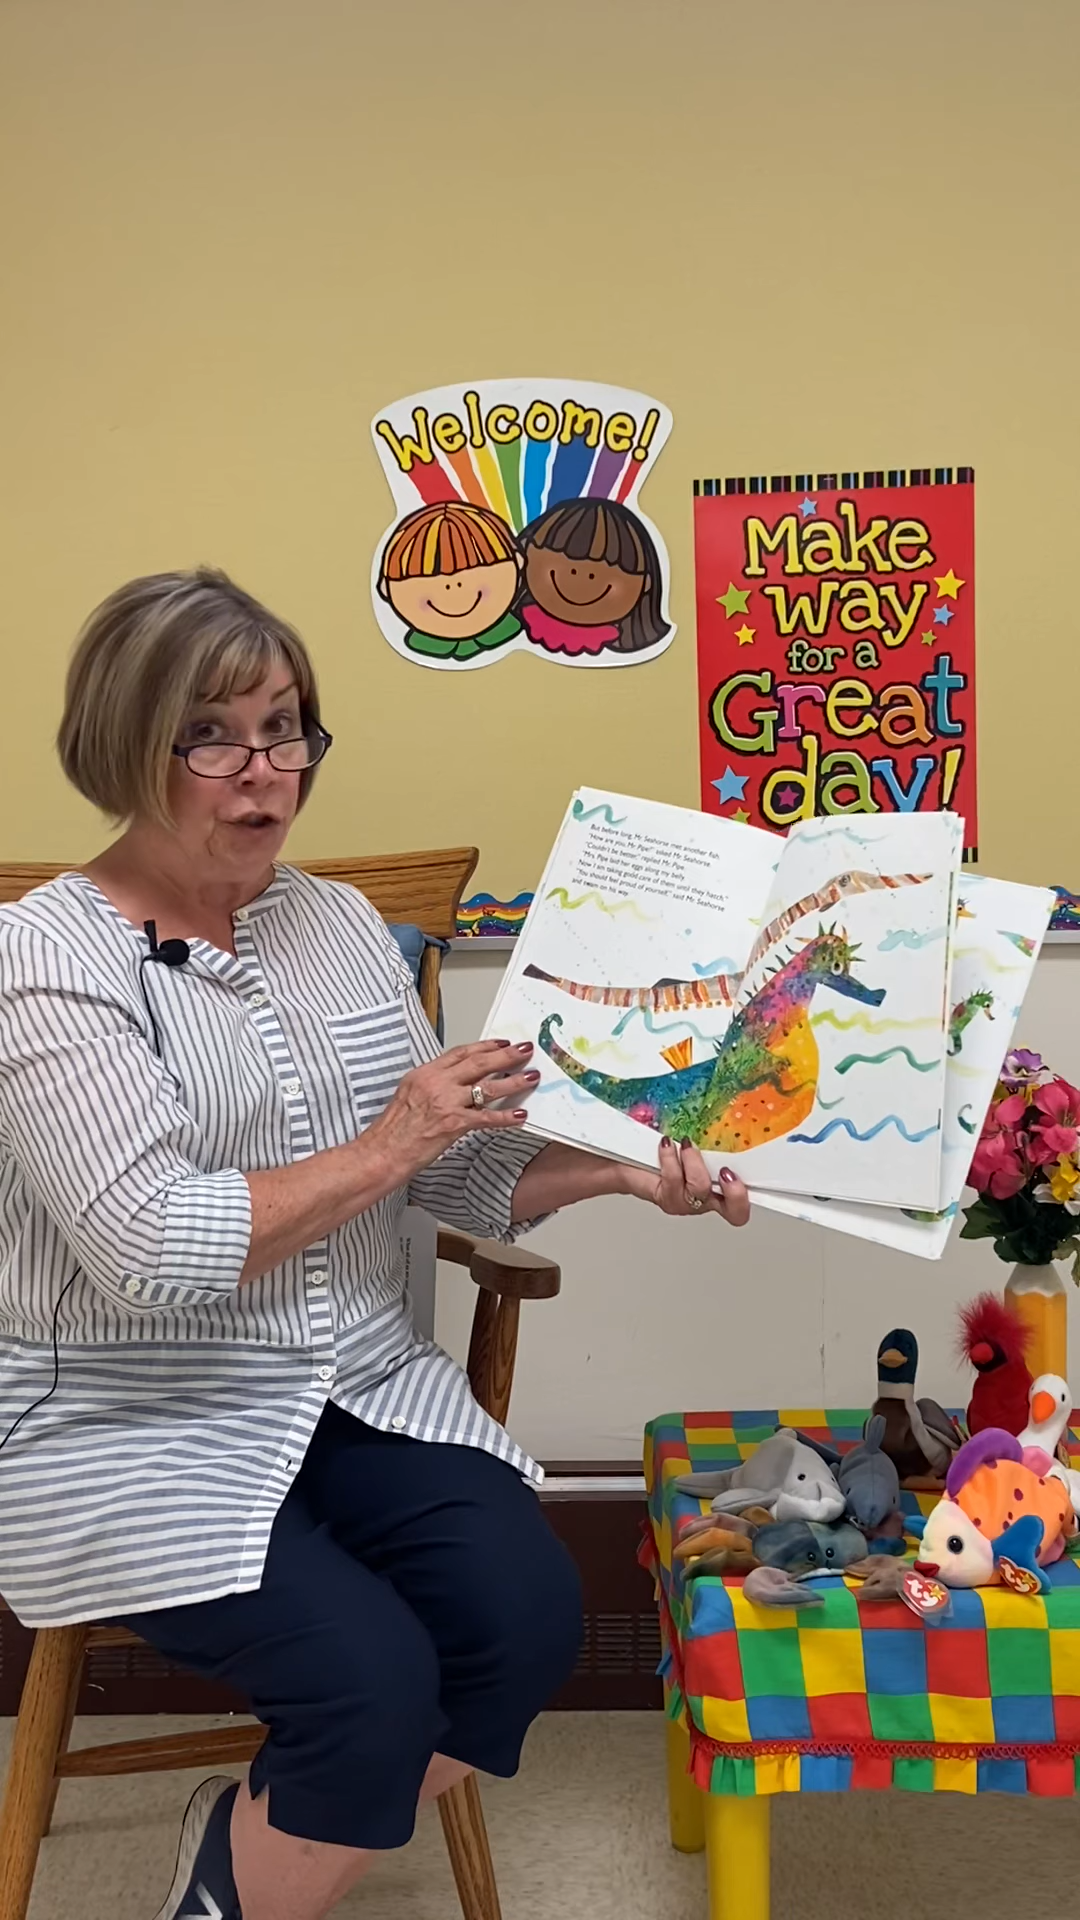 Welcome!
Make
way
for a
Great
day!
But before long, Mr. Seahorse met another fish.
"How are you, Mr. Pipe?" asked Mr. Seahorse.
"Couldn't be better," replied Mr. Pipe.
"Mrs. Pipe laid her eggs along my belly.
Now I am taking good care of them until they hatch."
"You should feel proud of yourself," said Mr. Seahorse
and swam on his way.
ty
ty